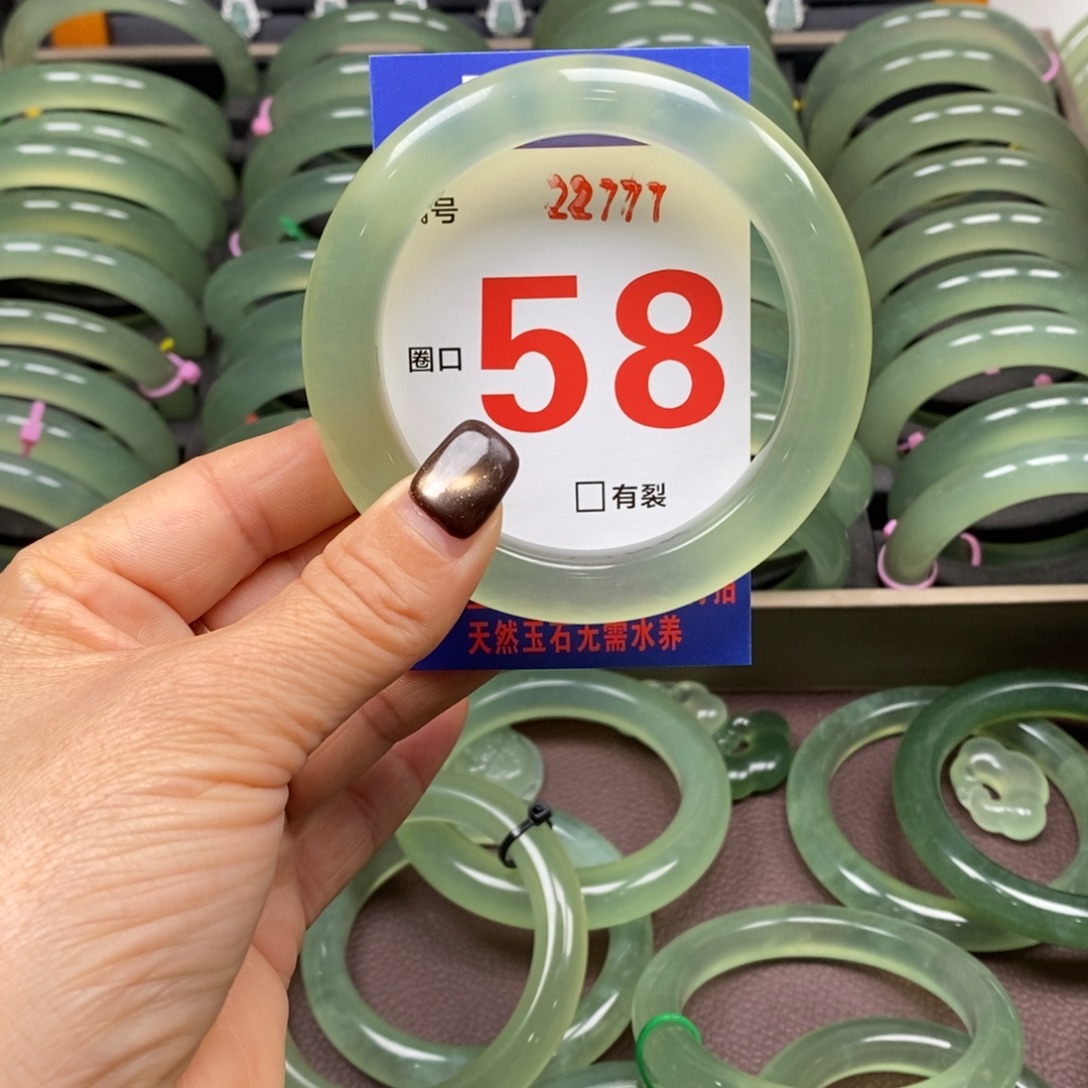 号 22777
圈口 58
□有裂
天然玉石无需水养